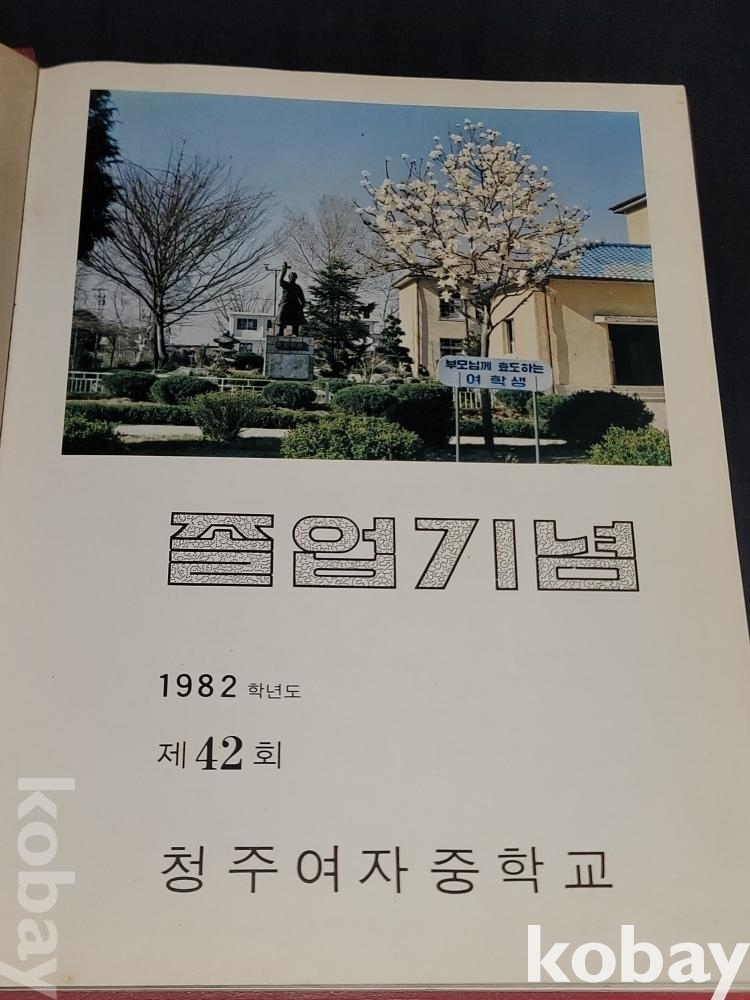 부모님께 효도하는
여 학 생
졸업기념
1982 학년도
제 42 회
청주여자중학교
kobay
kobay